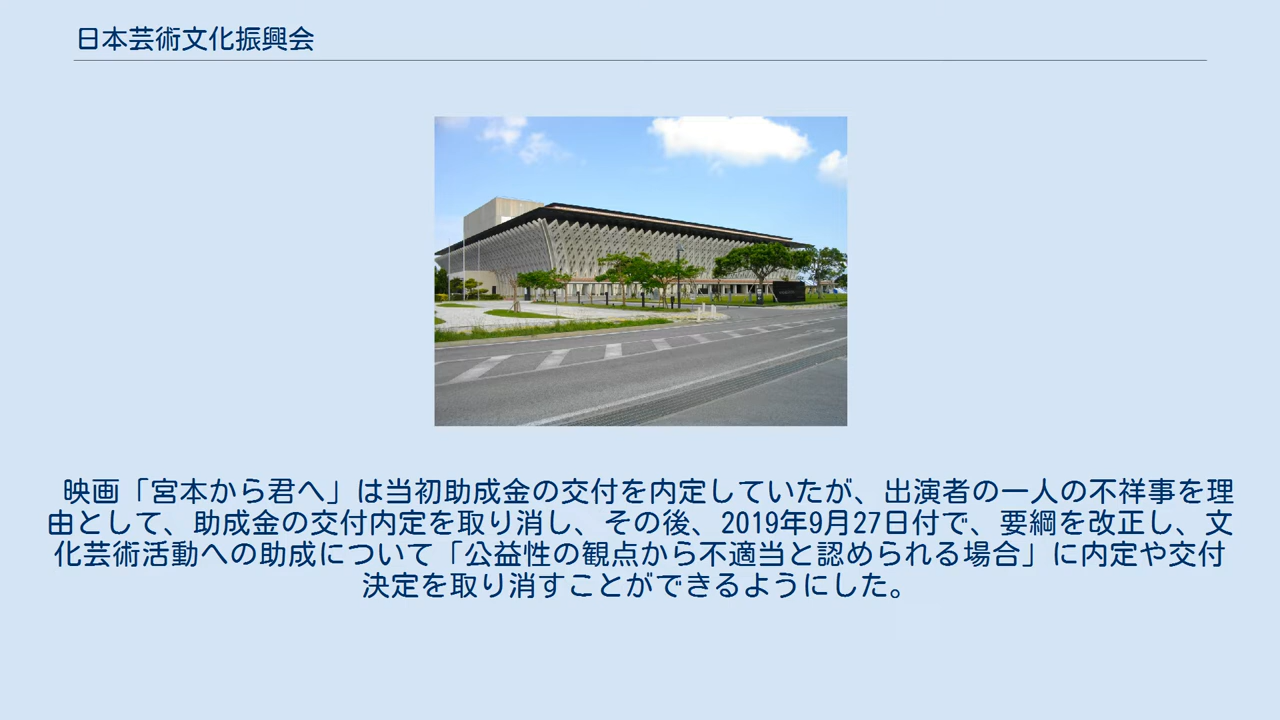 日本芸術文化振興会
映画「宮本から君へ」は当初助成金の交付を内定していたが、出演者の一人の不祥事を理
由として、助成金の交付内定を取り消し、その後、2019年9月27日付で、要綱を改正し、文
化芸術活動への助成について「公益性の観点から不適当と認められる場合」に内定や交付
決定を取り消すことができるようにした。